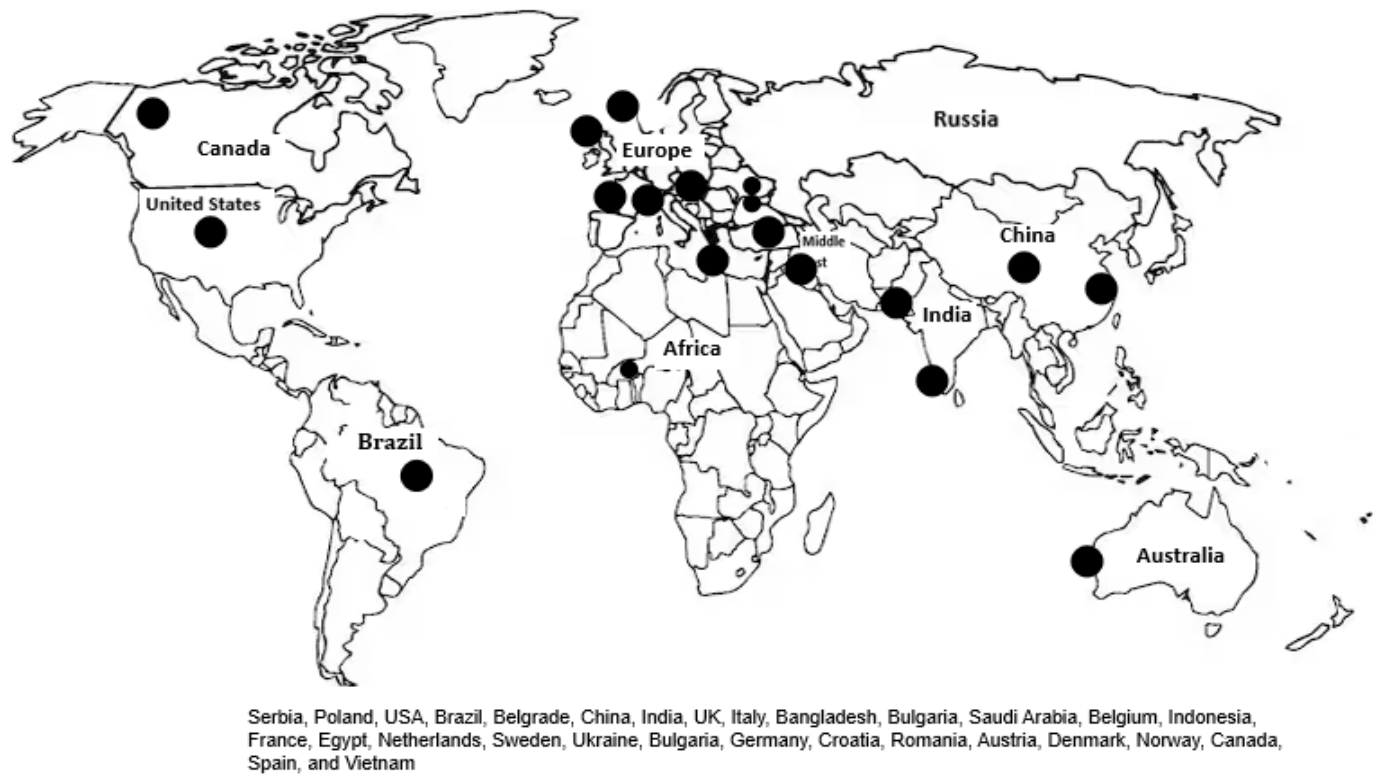 Canada
Russia
Europe
United States
China
Middle
st
India
Africa
Brazil
Australia
Serbia, Poland, USA, Brazil, Belgrade, China, India, UK, Italy, Bangladesh, Bulgaria, Saudi Arabia, Belgium, Indonesia,
France, Egypt, Netherlands, Sweden, Ukraine, Bulgaria, Germany, Croatia, Romania, Austria, Denmark, Norway, Canada,
Spain, and Vietnam